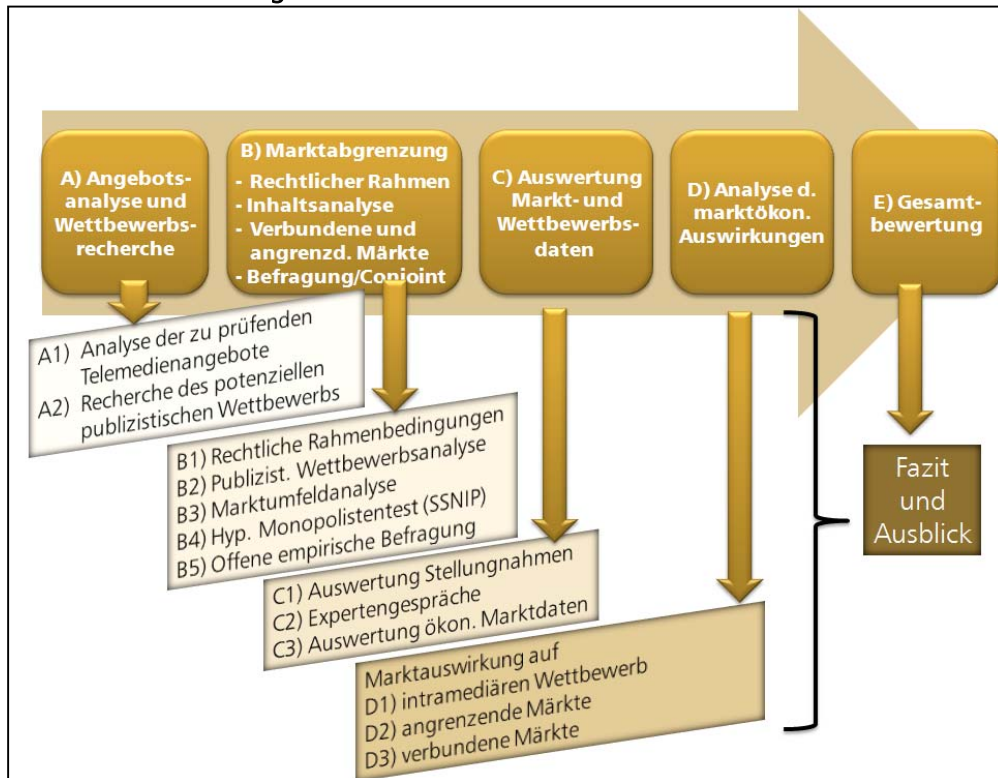 A) Angebots-
analyse und
Wettbewerbs-
recherche
B) Marktabgrenzung
- Rechtlicher Rahmen
- Inhaltsanalyse
- Verbundene und
angrenzd. Märkte
- Befragung/Conjoint
C) Auswertung
Markt- und
Wettbewerbs-
daten
D) Analyse d.
marktökon.
Auswirkungen
E) Gesamt-
bewertung
A1) Analyse der zu prüfenden
Telemedienangebote
A2) Recherche des potenziellen
publizistischen Wettbewerbs
B1) Rechtliche Rahmenbedingungen
B2) Publizist. Wettbewerbsanalyse
B3) Marktumfeldanalyse
B4) Hyp. Monopolistentest (SSNIP)
B5) Offene empirische Befragung
C1) Auswertung Stellungnahmen
C2) Expertengespräche
C3) Auswertung ökon. Marktdaten
Marktauswirkung auf
D1) intramediären Wettbewerb
D2) angrenzende Märkte
D3) verbundene Märkte
Fazit
und
Ausblick